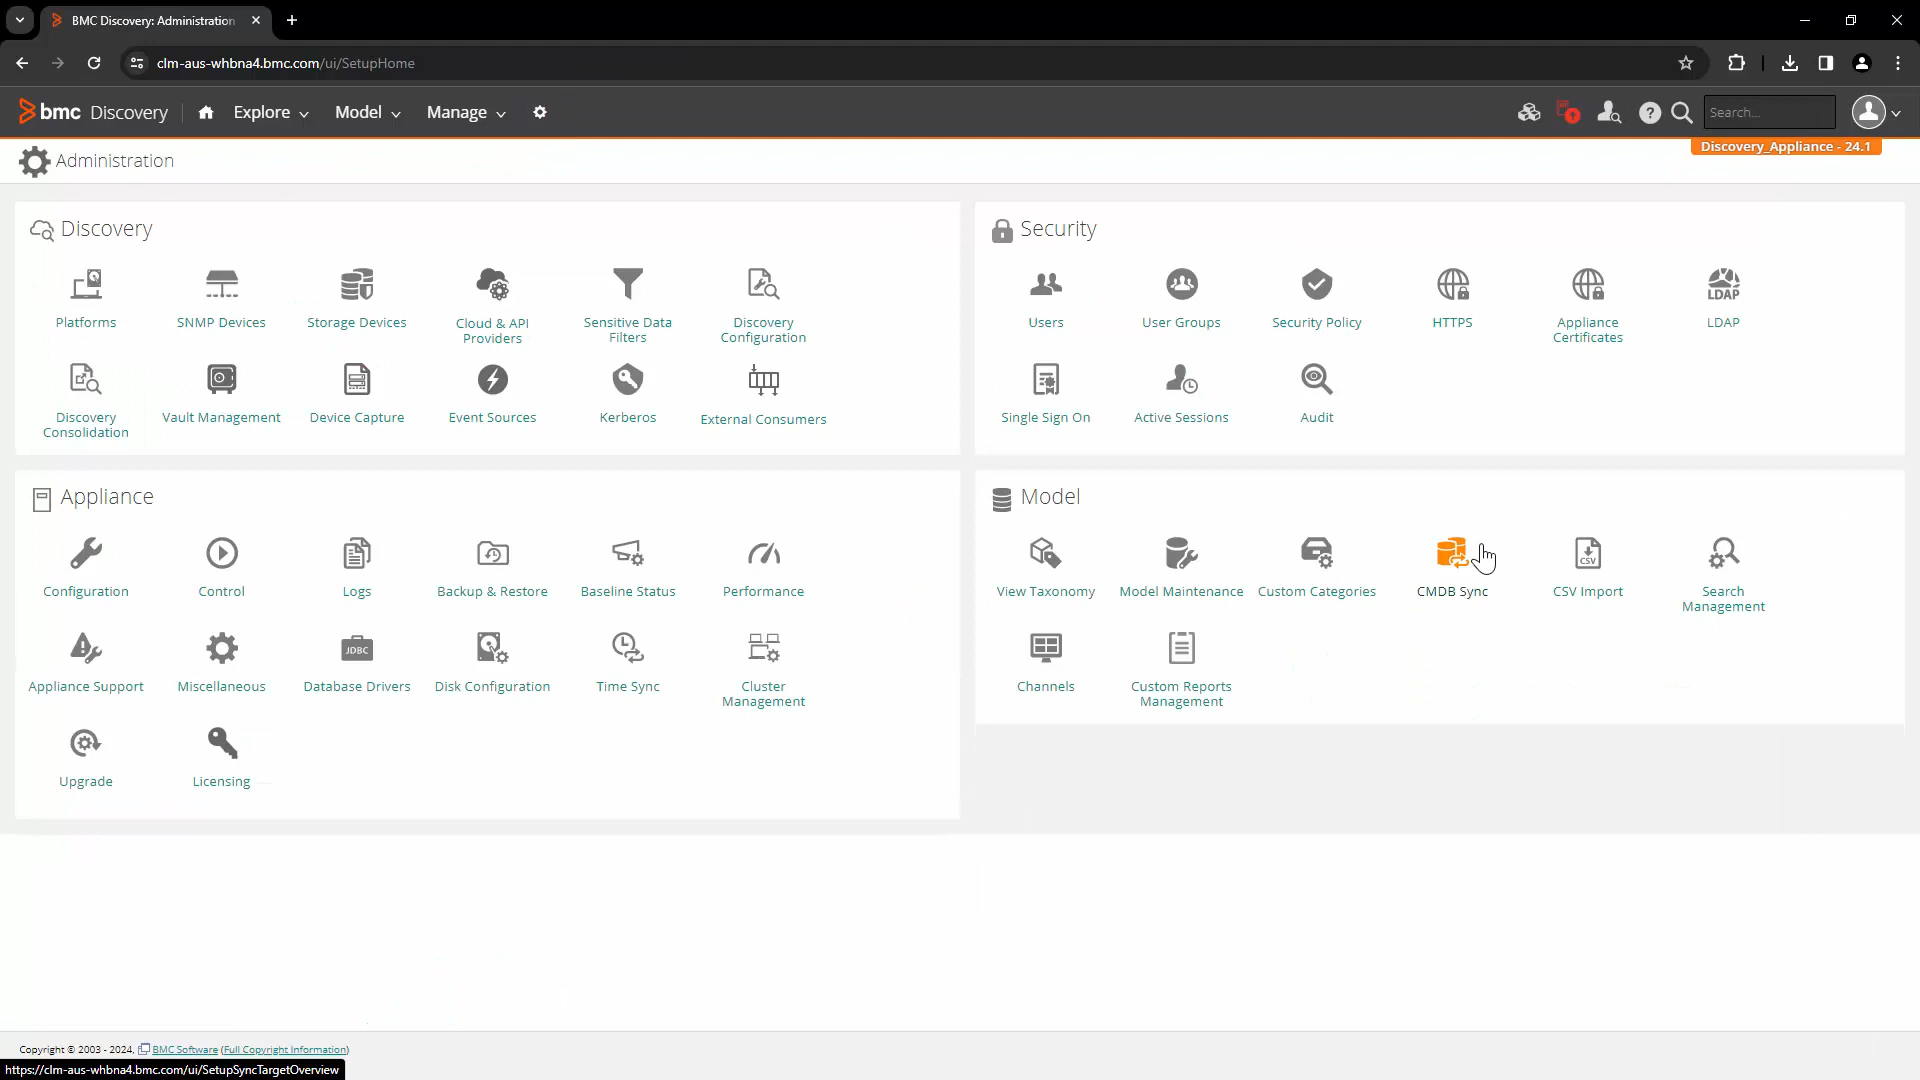 BMC Discovery: Administration
clm-aus-whbna4.bmc.com/ui/SetupHome
bmc Discovery
Explore
Model
Manage
Search...
Administration
Discovery_Appliance - 24.1
Discovery
Platforms
SNMP Devices
Storage Devices
Cloud & API
Providers
Sensitive Data
Filters
Discovery
Configuration
Discovery
Consolidation
Vault Management
Device Capture
Event Sources
Kerberos
External Consumers
Security
Users
User Groups
Security Policy
HTTPS
Appliance
Certificates
LDAP
LDAP
Single Sign On
Active Sessions
Audit
Appliance
Configuration
Control
Logs
Backup & Restore
Baseline Status
Performance
Appliance Support
Miscellaneous
JDBC
Database Drivers
Disk Configuration
Time Sync
Cluster
Management
Upgrade
Licensing
Model
View Taxonomy
Model Maintenance
Custom Categories
CMDB Sync
CSV
CSV Import
Search
Management
Channels
Custom Reports
Management
Copyright © 2003 - 2024, BMC Software (Full Copyright Information)
https://clm-aus-whbna4.bmc.com/ui/SetupSyncTargetOverview